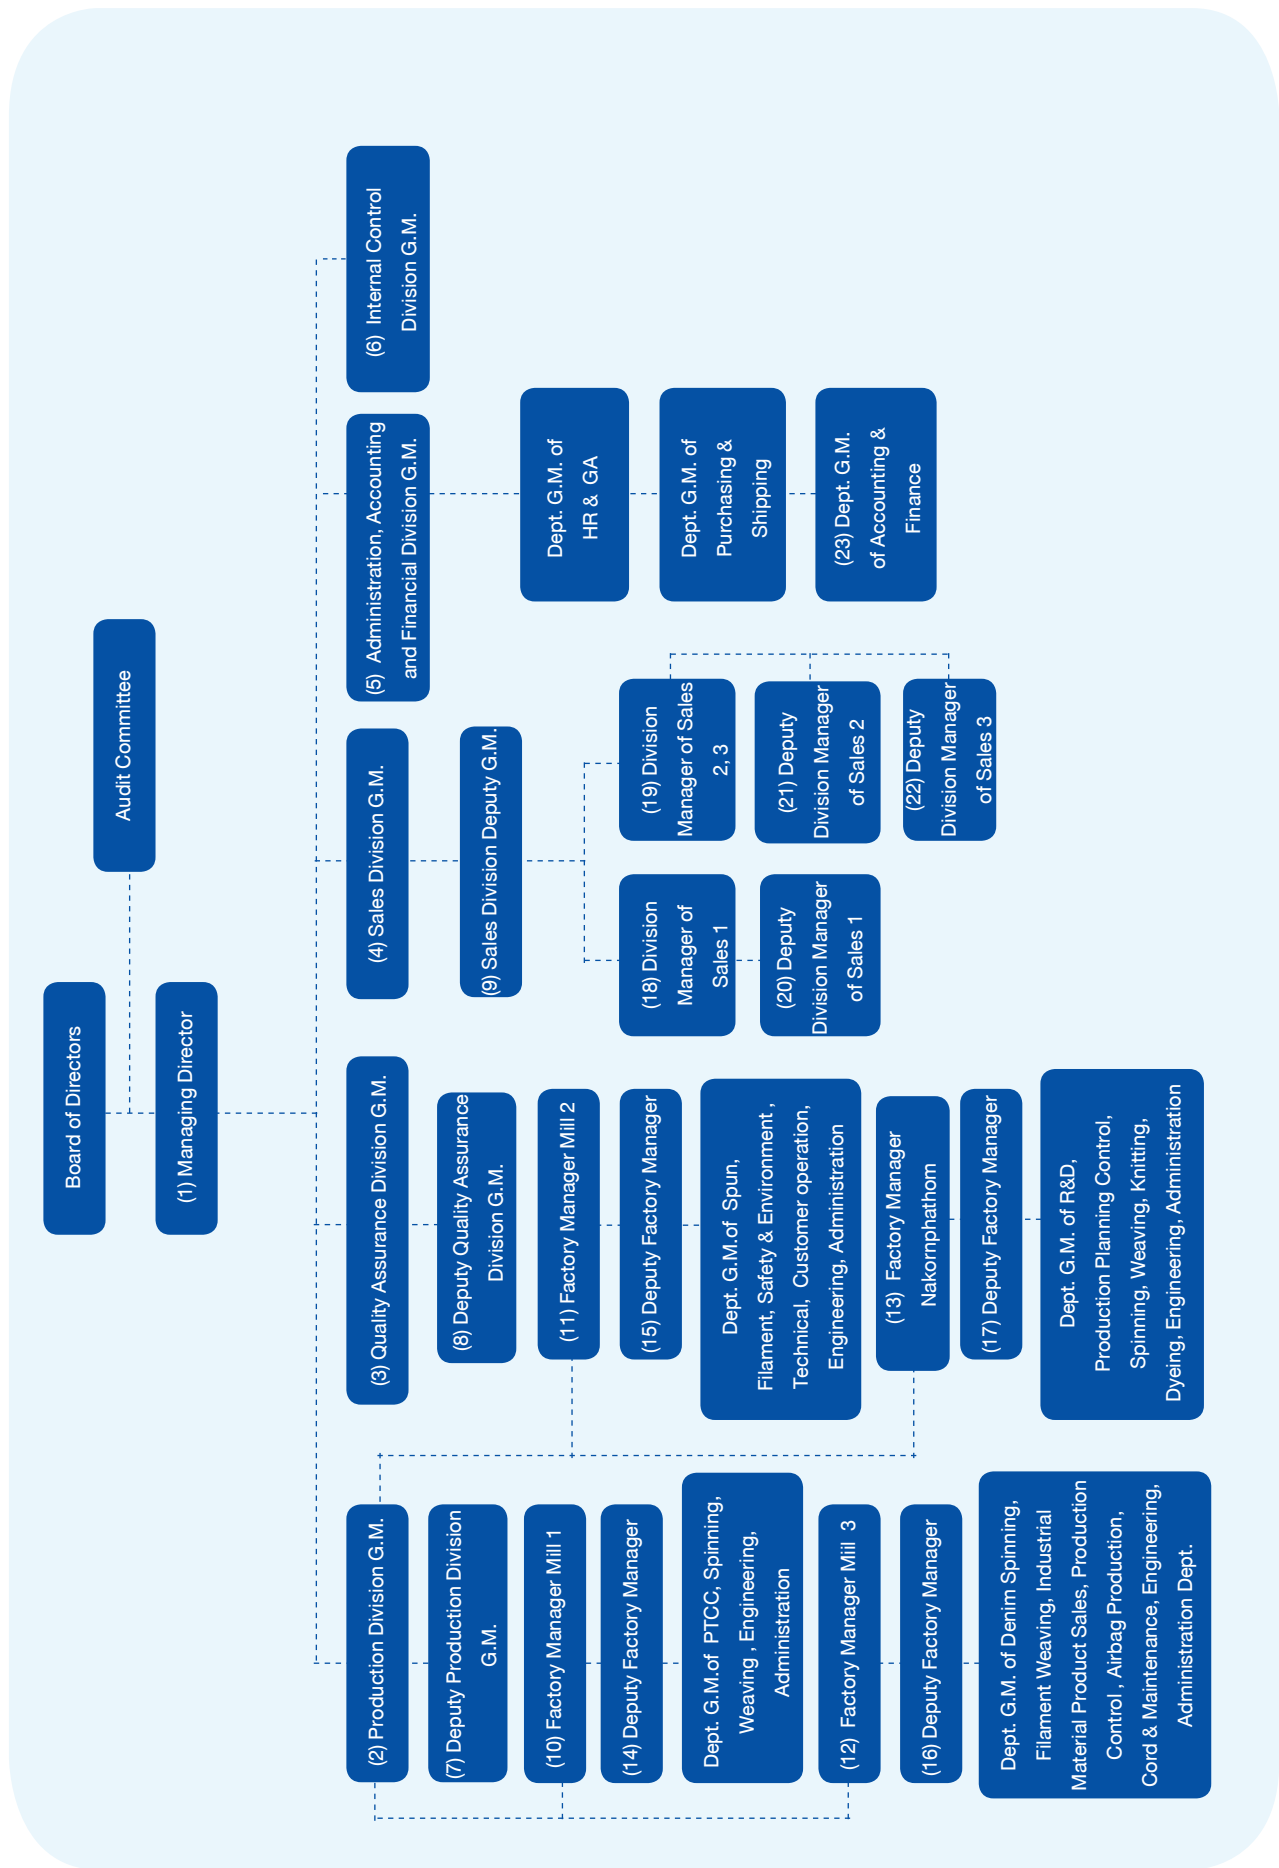 Board of Directors
Audit Committee
(1) Managing Director
(2) Production Division G.M.
(3) Quality Assurance Division G.M.
(4) Sales Division G.M.
(5) Administration, Accounting
and Financial Division G.M.
(6) Internal Control
Division G.M.
(7) Deputy Production Division
G.M.
(10) Factory Manager Mill 1
(14) Deputy Factory Manager
Dept. G.M.of PTCC, Spinning,
Weaving , Engineering,
Administration
(12) Factory Manager Mill 3
(16) Deputy Factory Manager
Dept. G.M. of Denim Spinning,
Filament Weaving, Industrial
Material Product Sales, Production
Control , Airbag Production,
Cord & Maintenance, Engineering,
Administration Dept.
(8) Deputy Quality Assurance
Division G.M.
(11) Factory Manager Mill 2
(15) Deputy Factory Manager
Dept. G.M.of Spun,
Filament, Safety & Environment ,
Technical, Customer operation,
Engineering, Administration
(13) Factory Manager
Nakornphathom
(17) Deputy Factory Manager
Dept. G.M. of R&D,
Production Planning Control,
Spinning, Weaving, Knitting,
Dyeing, Engineering, Administration
(9) Sales Division Deputy G.M.
(18) Division
Manager of
Sales 1
(20) Deputy
Division Manager
of Sales 1
(19) Division
Manager of Sales
2, 3
(21) Deputy
Division Manager
of Sales 2
(22) Deputy
Division Manager
of Sales 3
Dept. G.M. of
HR & GA
Dept. G.M. of
Purchasing &
Shipping
(23) Dept. G.M.
of Accounting &
Finance